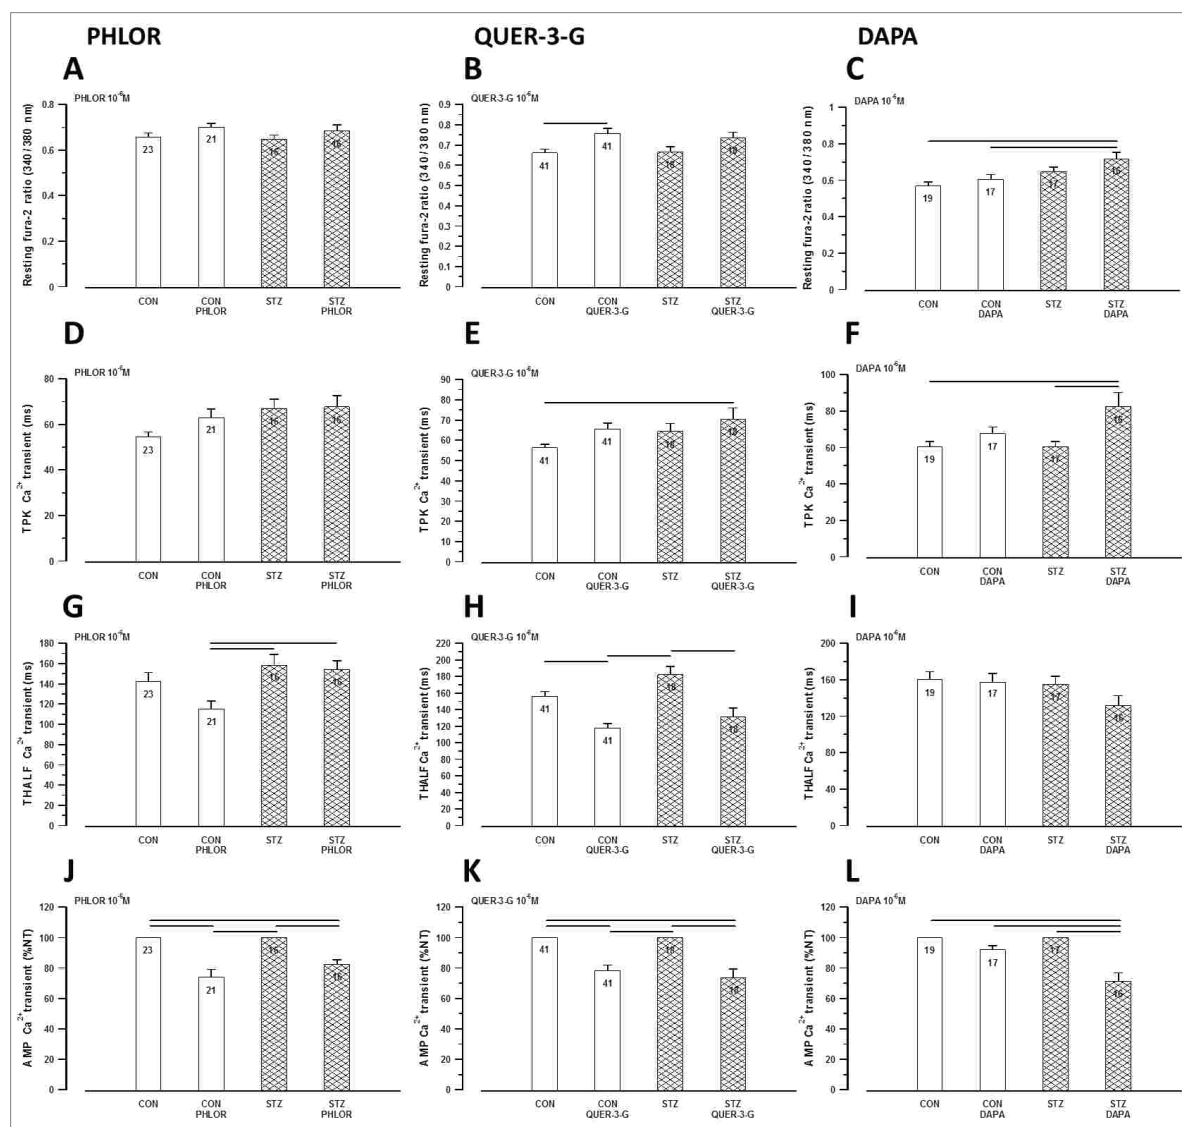 PHLOR
QUER-3-G
DAPA
A
PHLOR 10⁻⁶M
Resting fura-2 ratio (340/380 nm)
0.8
0.6
0.4
0.2
0
23
21
16
16
CON
CON PHLOR
STZ
STZ PHLOR
B
QUER-3-G 10⁻⁶M
Resting fura-2 ratio (340/380 nm)
0.9
0.8
0.7
0.6
0.5
0.4
0.3
0.2
0.1
0
41
41
18
18
CON
CON QUER-3-G
STZ
STZ QUER-3-G
C
DAPA 10⁻⁶M
Resting fura-2 ratio (340/380 nm)
1
0.8
0.6
0.4
0.2
0
19
17
17
16
CON
CON DAPA
STZ
STZ DAPA
D
PHLOR 10⁻⁶M
TPK Ca²⁺ transient (ms)
80
60
40
20
0
23
21
16
16
CON
CON PHLOR
STZ
STZ PHLOR
E
QUER-3-G 10⁻⁶M
TPK Ca²⁺ transient (ms)
90
80
70
60
50
40
30
20
10
0
41
41
18
18
CON
CON QUER-3-G
STZ
STZ QUER-3-G
F
DAPA 10⁻⁶M
TPK Ca²⁺ transient (ms)
100
80
60
40
20
0
19
17
17
16
CON
CON DAPA
STZ
STZ DAPA
G
PHLOR 10⁻⁶M
THALF Ca²⁺ transient (ms)
180
160
140
120
100
80
60
40
20
0
23
21
16
16
CON
CON PHLOR
STZ
STZ PHLOR
H
QUER-3-G 10⁻⁶M
THALF Ca²⁺ transient (ms)
220
200
180
160
140
120
100
80
60
40
20
0
41
41
18
18
CON
CON QUER-3-G
STZ
STZ QUER-3-G
I
DAPA 10⁻⁶M
THALF Ca²⁺ transient (ms)
200
160
120
80
40
0
19
17
17
16
CON
CON DAPA
STZ
STZ DAPA
J
PHLOR 10⁻⁶M
AMP Ca²⁺ transient (%NT)
120
100
80
60
40
20
0
23
21
16
16
CON
CON PHLOR
STZ
STZ PHLOR
K
QUER-3-G 10⁻⁶M
AMP Ca²⁺ transient (%NT)
120
100
80
60
40
20
0
41
41
18
18
CON
CON QUER-3-G
STZ
STZ QUER-3-G
L
DAPA 10⁻⁶M
AMP Ca²⁺ transient (%NT)
120
100
80
60
40
20
0
19
17
17
16
CON
CON DAPA
STZ
STZ DAPA